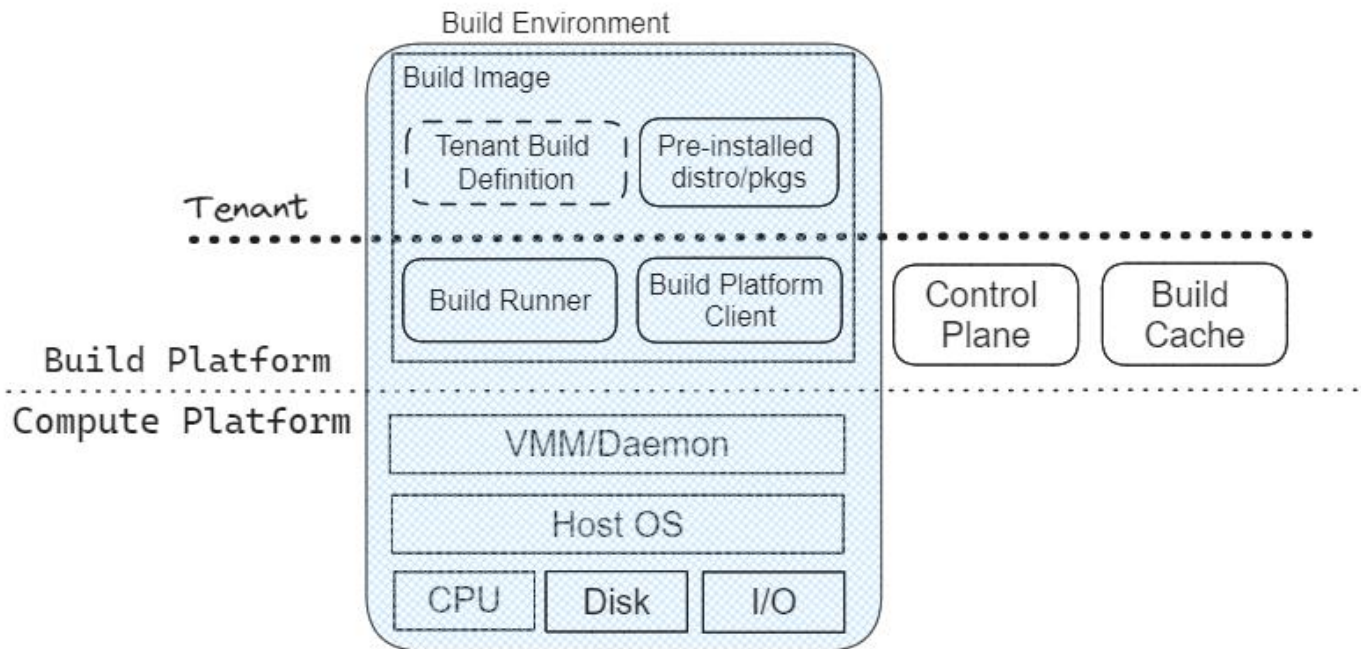 Build Environment
Build Image
Tenant Build
Definition
Pre-installed
distro/pkgs
Tenant
Build Runner
Build Platform
Client
Control
Plane
Build
Cache
Build Platform
Compute Platform
VMM/Daemon
Host OS
CPU
Disk
I/O